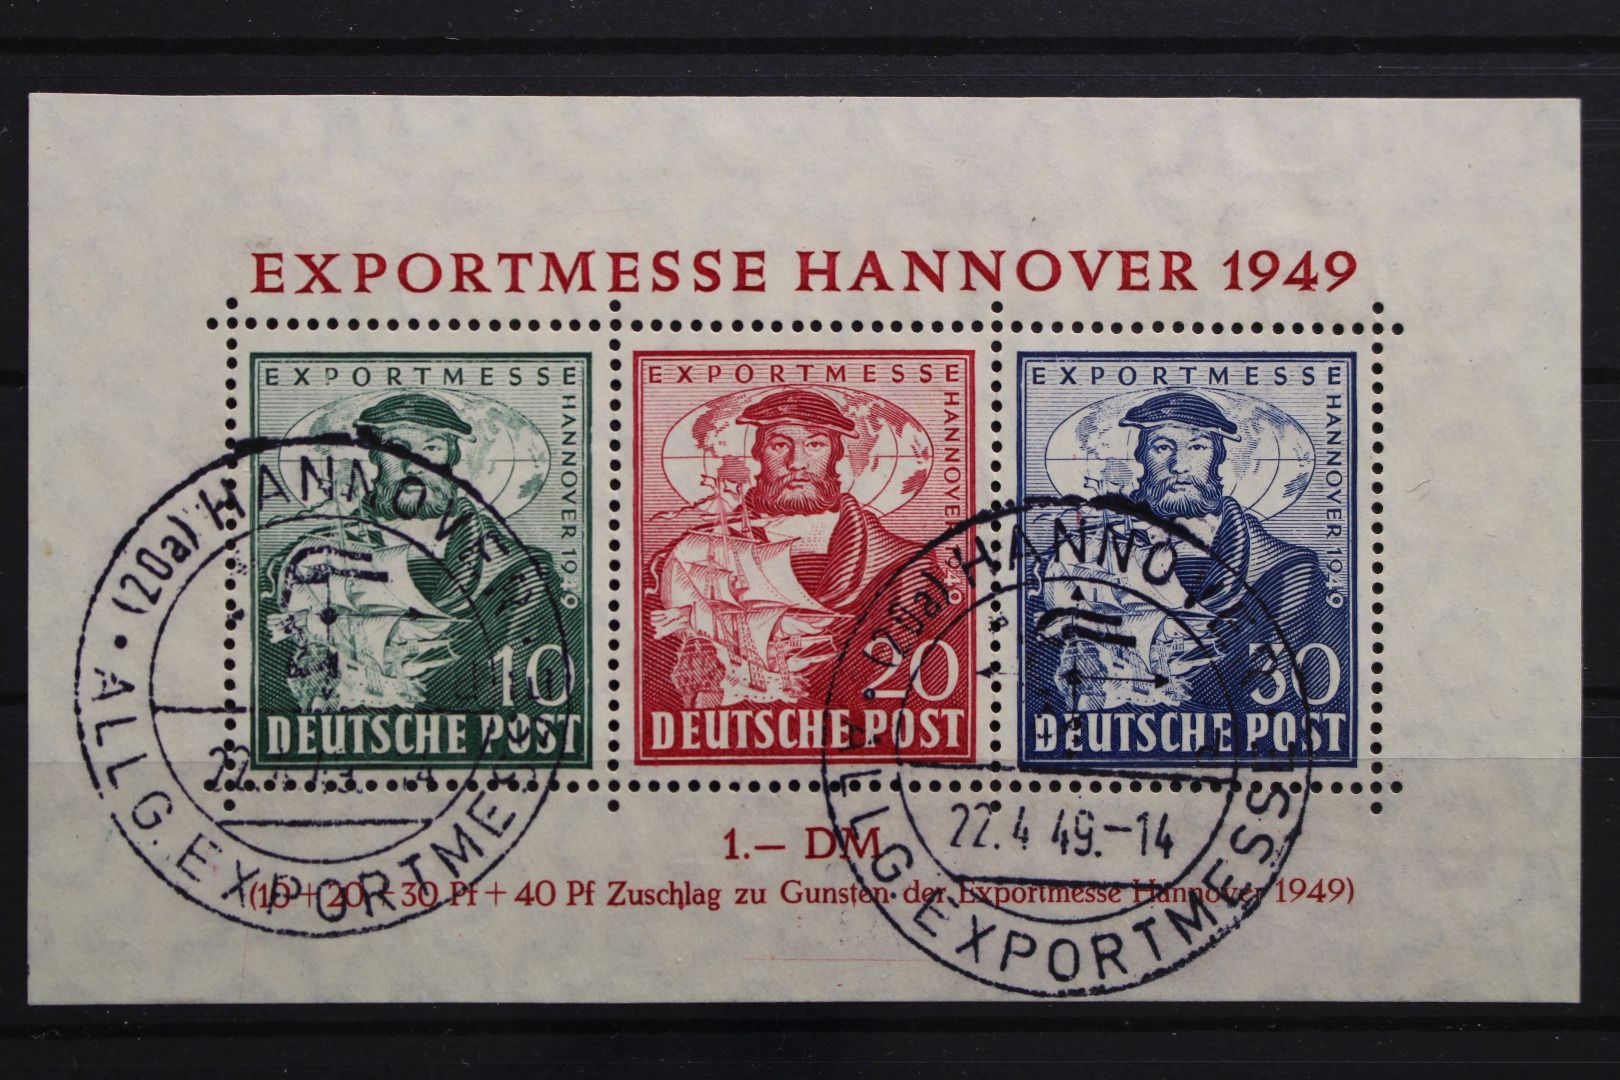 EXPORTMESSE HANNOVER 1949
EXPORTMESSE
HANNOVER 1949
10
DEUTSCHE POST
EXPORTMESSE
HANNOVER 1949
20
DEUTSCHE POST
EXPORTMESSE
HANNOVER 1949
30
DEUTSCHE POST
1.— DM
(10 + 20 + 30 Pf + 40 Pf Zuschlag zu Gunsten der Exportmesse Hannover 1949)
(20a) HANNOVER
ALLG. EXPORTMESSE
(20a) HANNOVER
22.4 49.-14
ALLG. EXPORTMESSE